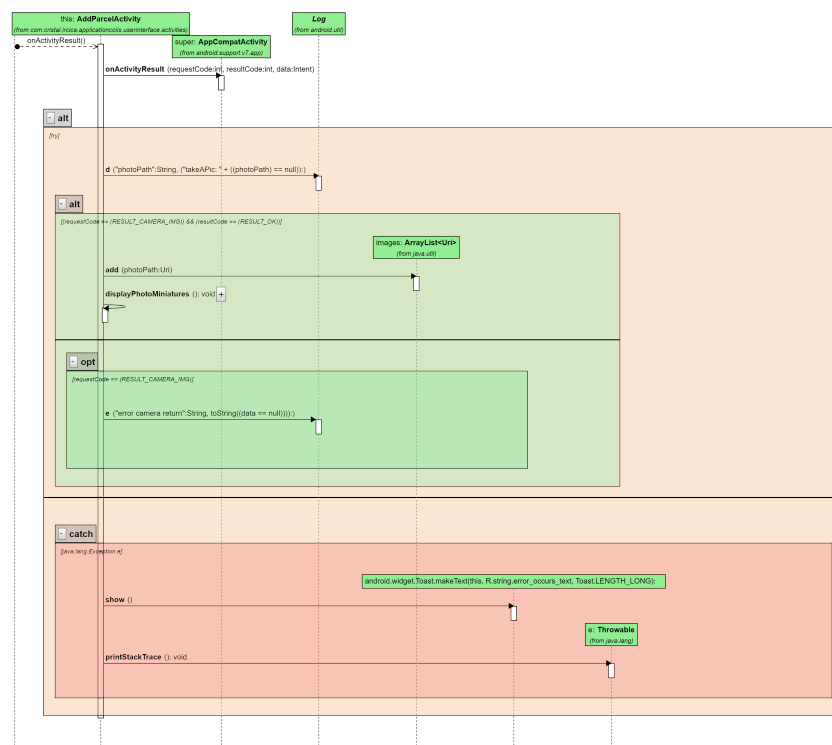 this: AddParcelActivity
(from com.cristal.ircica.applicationcolis.userinterface.activities)
Log
(from android.util)
onActivityResult()
super: AppCompatActivity
(from android.support.v7.app)
onActivityResult (requestCode:int, resultCode:int, data:Intent)
- alt
[try]
d ("photoPath":String, ("takeAPic: " + ((photoPath) == null)):)
- alt
[(requestCode == (RESULT_CAMERA_IMG)) && (resultCode == (RESULT_OK))]
images: ArrayList<Uri>
(from java.util)
add (photoPath:Uri)
displayPhotoMiniatures (): void +
- opt
[requestCode == (RESULT_CAMERA_IMG)]
e ("error camera return":String, toString((data == null)))):)
- catch
[java.lang.Exception e]
android.widget.Toast.makeText(this, R.string.error_occurs_text, Toast.LENGTH_LONG):
show ()
e: Throwable
(from java.lang)
printStackTrace (): void